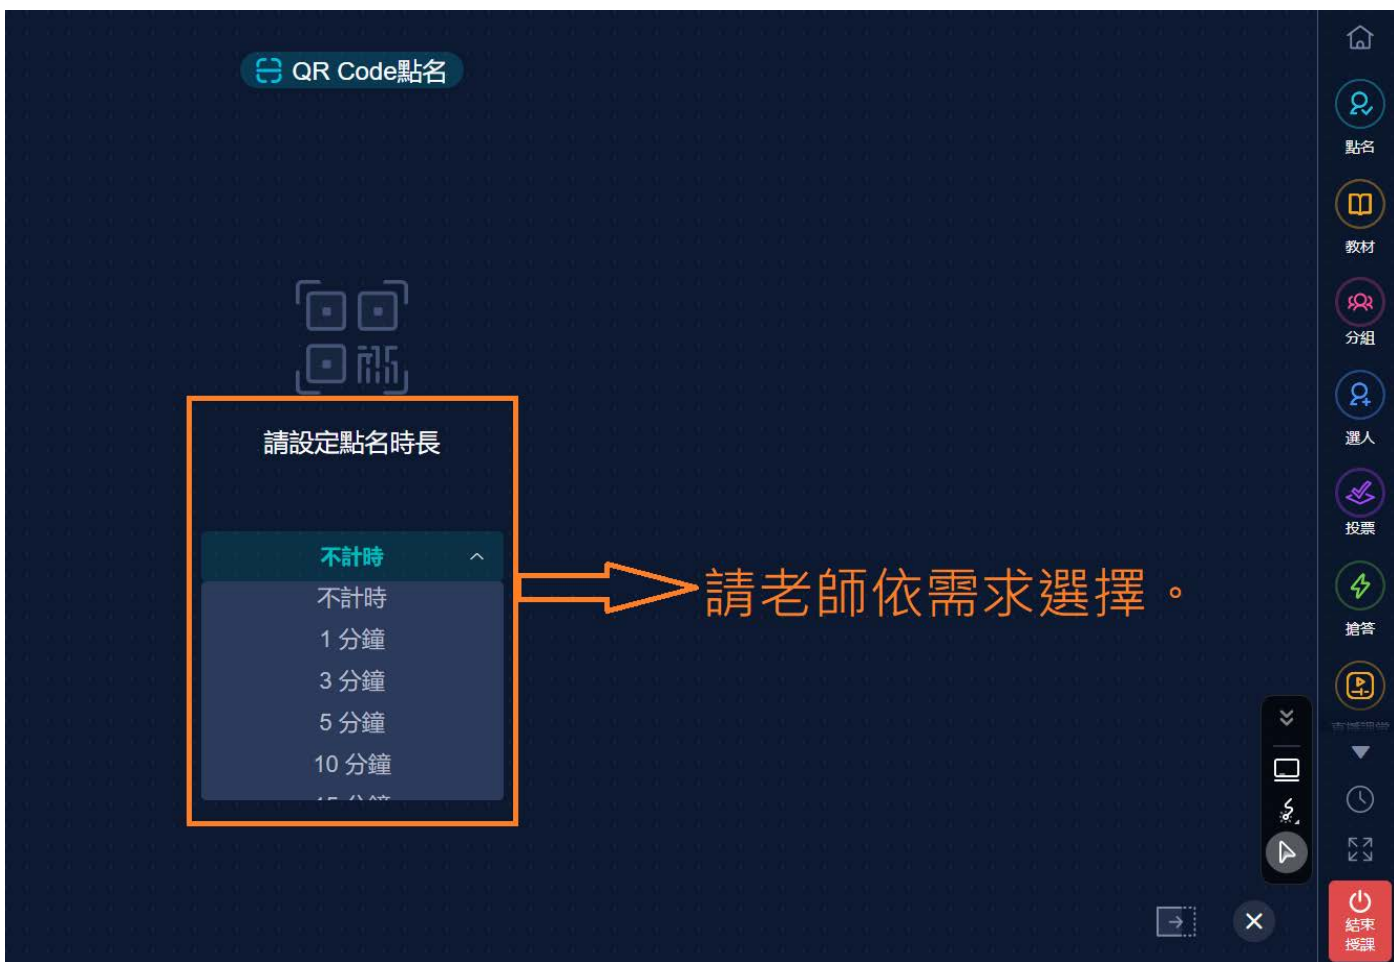 QR Code點名
請設定點名時長
不計時
不計時
1 分鐘
3 分鐘
5 分鐘
10 分鐘
請老師依需求選擇。
點名
教材
分組
選人
投票
搶答
結束
授課